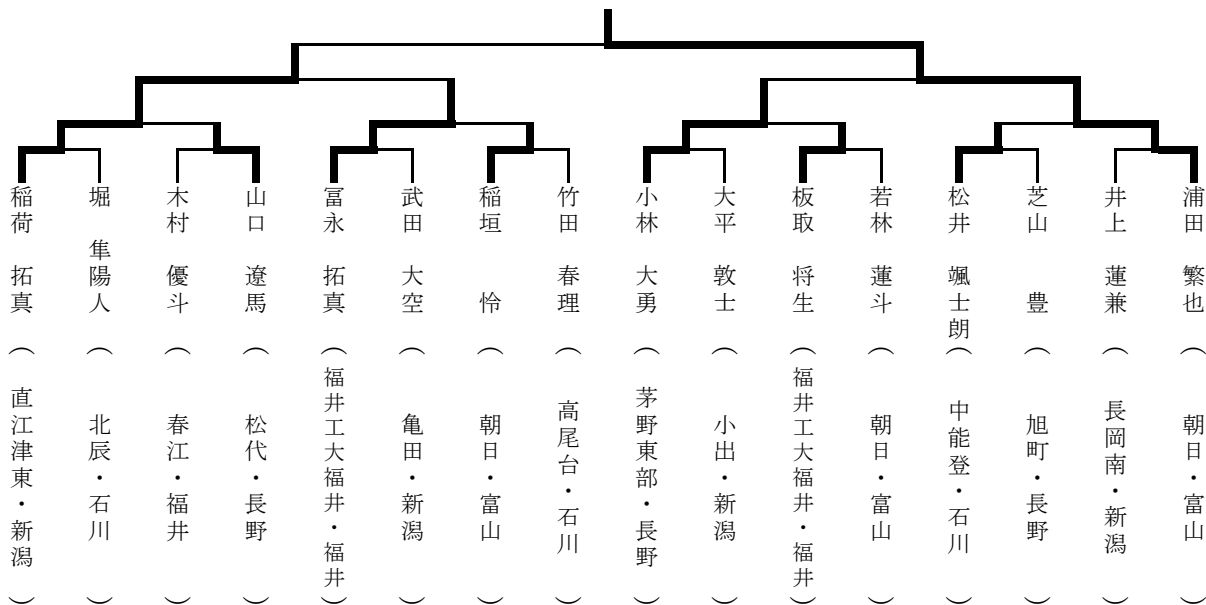 稲荷　拓真（直江津東・新潟）
堀　隼陽人（北辰・石川）
木村　優斗（春江・福井）
山口　遼馬（松代・長野）
冨永　拓真（福井工大福井・福井）
武田　大空（亀田・新潟）
稲垣　怜（朝日・富山）
竹田　春理（高尾台・石川）
小林　大勇（茅野東部・長野）
大平　敦士（小出・新潟）
板取　将生（福井工大福井・福井）
若林　蓮斗（朝日・富山）
松井　颯士朗（中能登・石川）
芝山　豊（旭町・長野）
井上　蓮兼（長岡南・新潟）
浦田　繁也（朝日・富山）